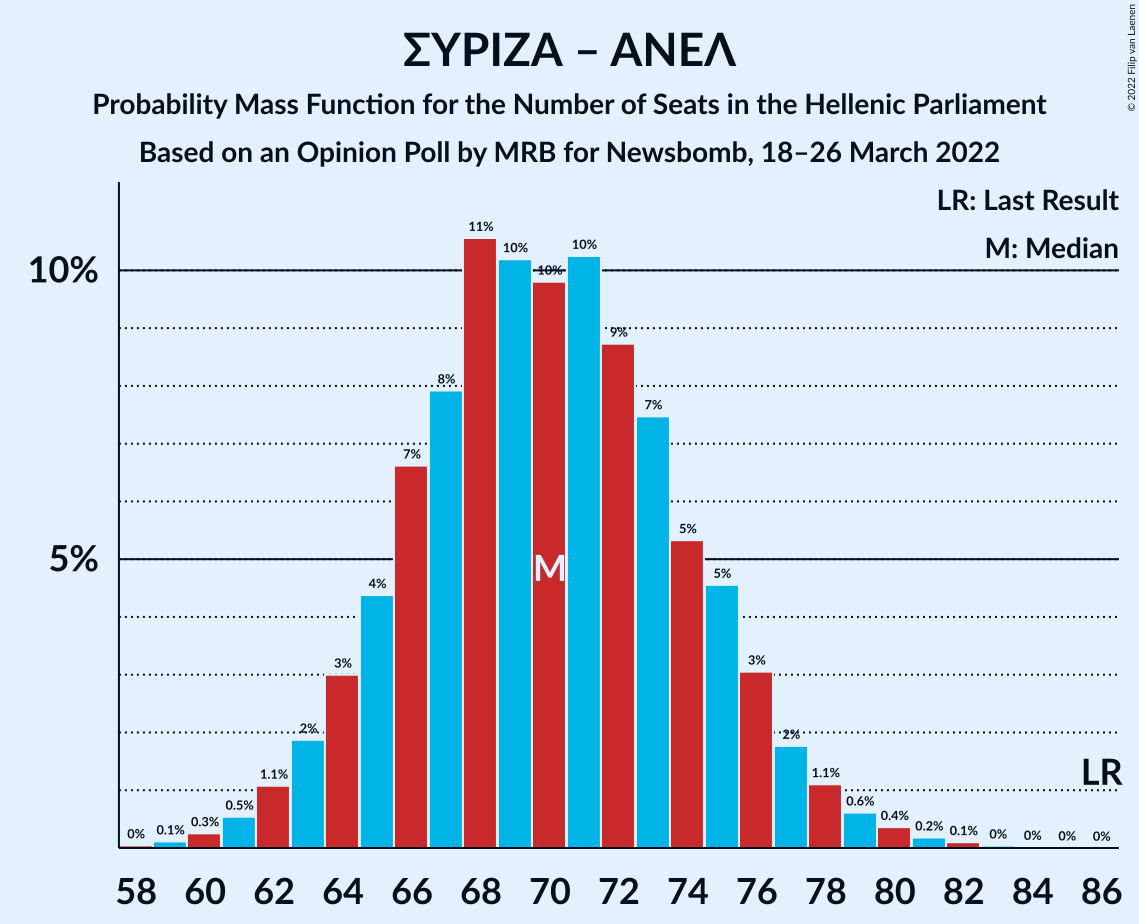 ΣΥΡΙΖΑ – ΑΝΕΛ
Probability Mass Function for the Number of Seats in the Hellenic Parliament
Based on an Opinion Poll by MRB for Newsbomb, 18–26 March 2022
© 2022 Filip van Laenen
LR: Last Result
M: Median
10%
5%
0% 0.1% 0.3% 0.5% 1.1% 2% 3% 4% 7% 8% 11% 10% 10% 10% 9% 7% 5% 5% 3% 2% 1.1% 0.6% 0.4% 0.2% 0.1% 0% 0% 0% 0%
M
LR
58 60 62 64 66 68 70 72 74 76 78 80 82 84 86